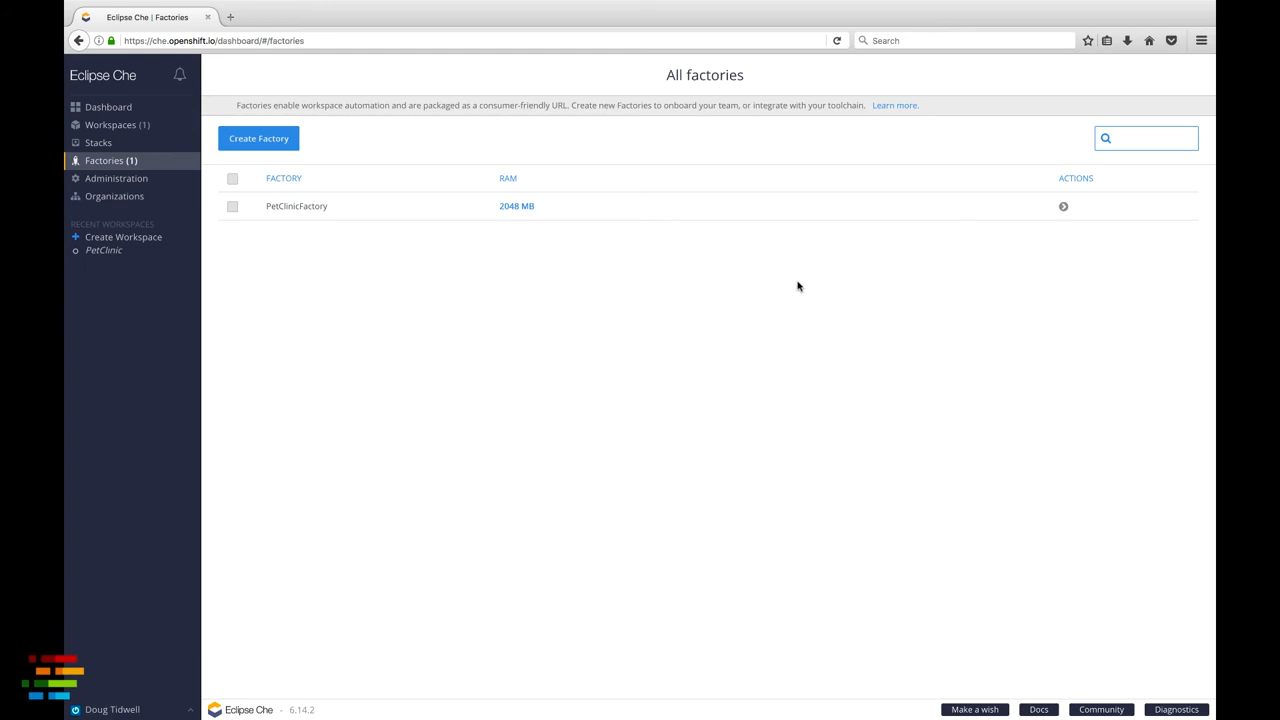 Eclipse Che | Factories
https://che.openshift.io/dashboard/#/factories
Search
Eclipse Che
Dashboard
Workspaces (1)
Stacks
Factories (1)
Administration
Organizations
RECENT WORKSPACES
Create Workspace
PetClinic
Doug Tidwell
All factories
Factories enable workspace automation and are packaged as a consumer-friendly URL. Create new Factories to onboard your team, or integrate with your toolchain. Learn more.
Create Factory
FACTORY RAM ACTIONS
PetClinicFactory 2048 MB
Eclipse Che - 6.14.2
Make a wish Docs Community Diagnostics